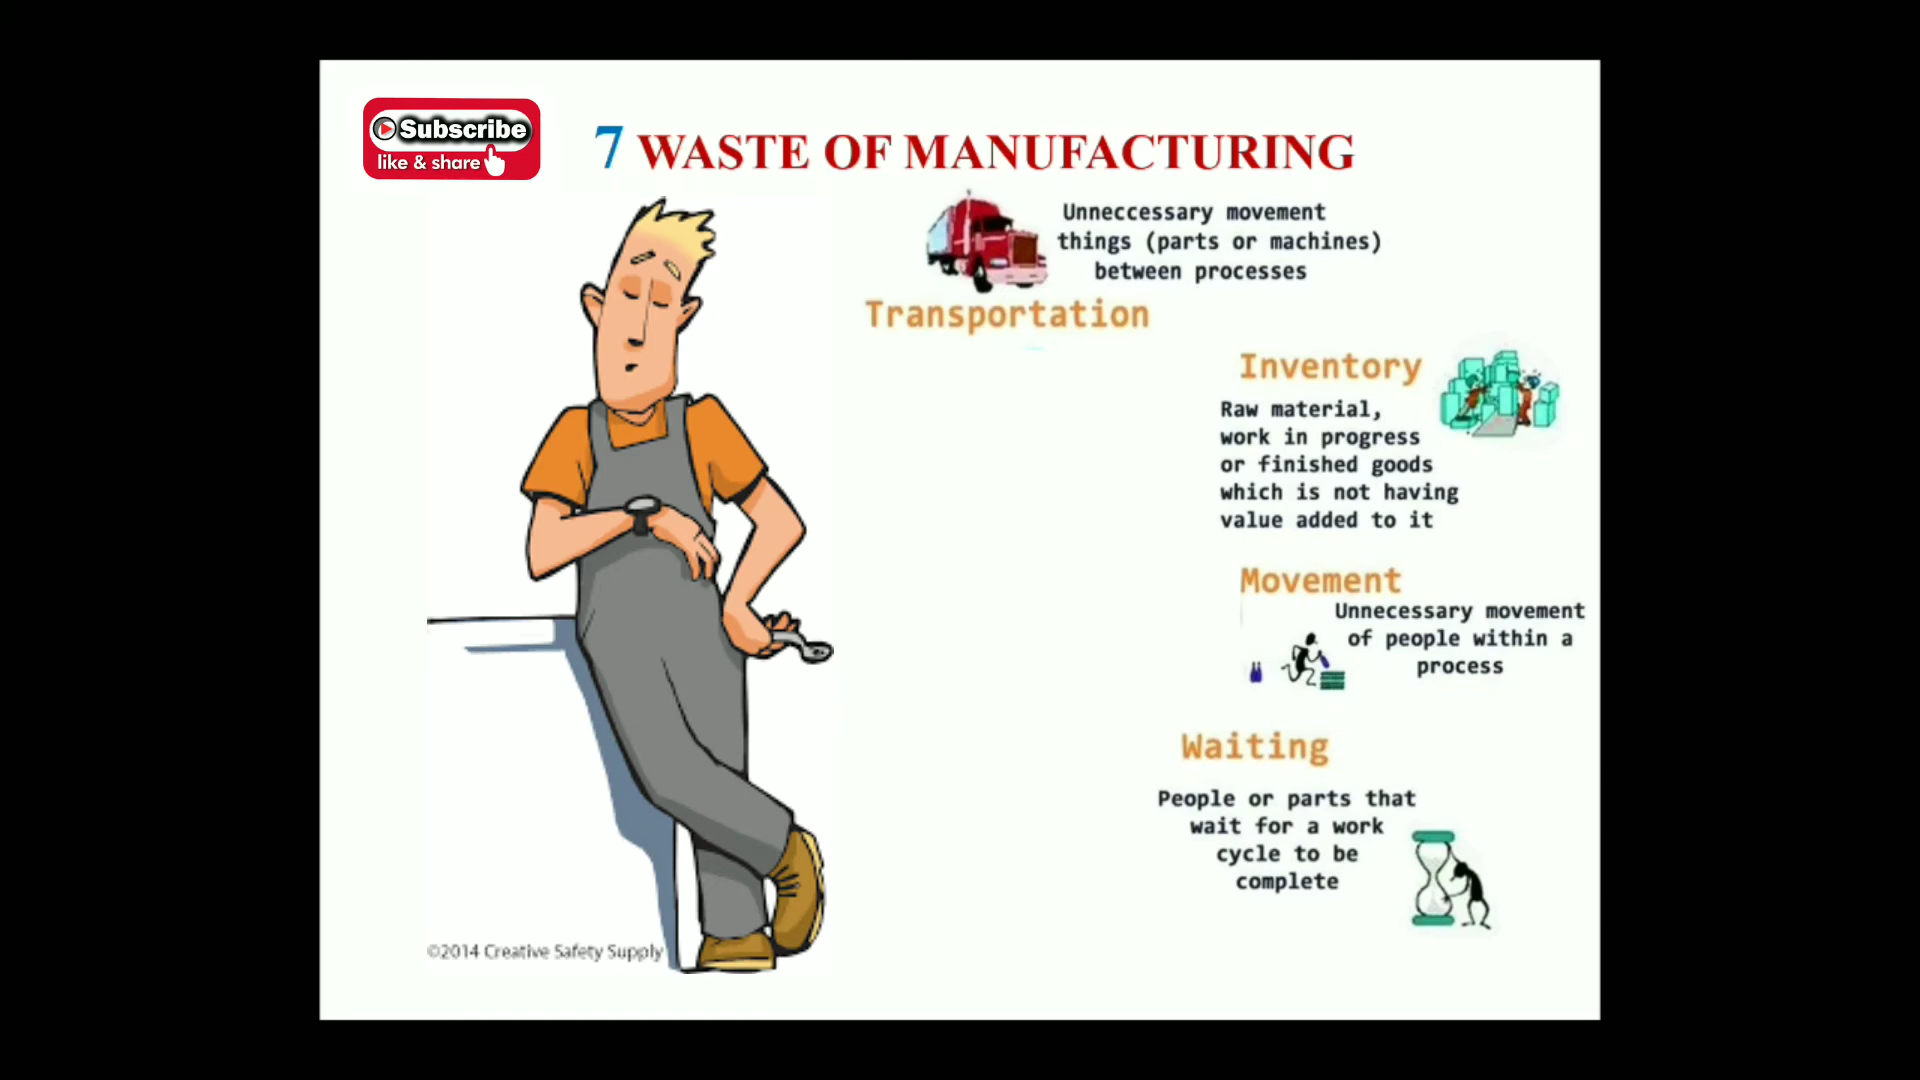 Subscribe
like & share
7 WASTE OF MANUFACTURING
Unneccessary movement
things (parts or machines)
between processes
Transportation
Inventory
Raw material,
work in progress
or finished goods
which is not having
value added to it
Movement
Unnecessary movement
of people within a
process
Waiting
People or parts that
wait for a work
cycle to be
complete
©2014 Creative Safety Supply